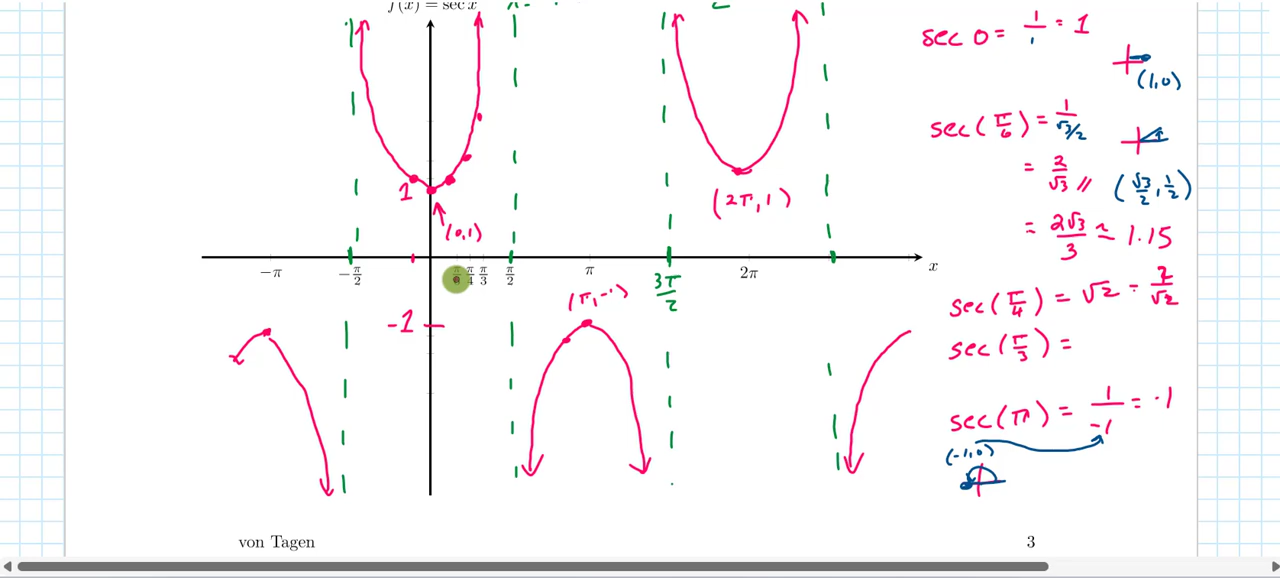 f(x) = sec x
1
(0,1)
(2π,1)
−π
−π/2
π/4
π/3
π/2
π
3π/2
2π
x
(π,-1)
-1
sec 0 = 1/1 = 1
(1,0)
sec(π/6) = 1/√3/2
= 2/√3 //
(√3/2, 1/2)
= 2√3/3 ≈ 1.15
sec(π/4) = √2 = 2/√2
sec(π/3) =
sec(π) = 1/-1 = -1
(-1,0)
von Tagen
3